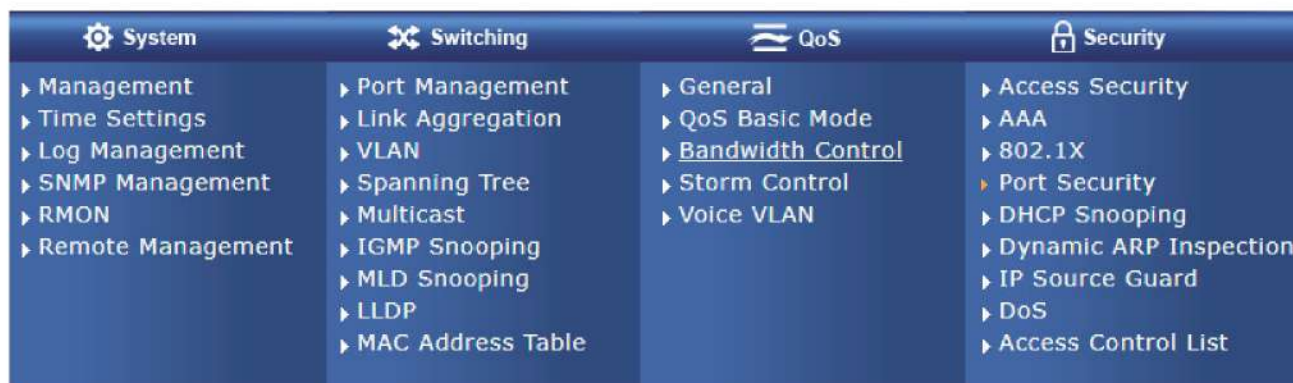 System
Management
Time Settings
Log Management
SNMP Management
RMON
Remote Management
Switching
Port Management
Link Aggregation
VLAN
Spanning Tree
Multicast
IGMP Snooping
MLD Snooping
LLDP
MAC Address Table
QoS
General
QoS Basic Mode
Bandwidth Control
Storm Control
Voice VLAN
Security
Access Security
AAA
802.1X
Port Security
DHCP Snooping
Dynamic ARP Inspection
IP Source Guard
DoS
Access Control List